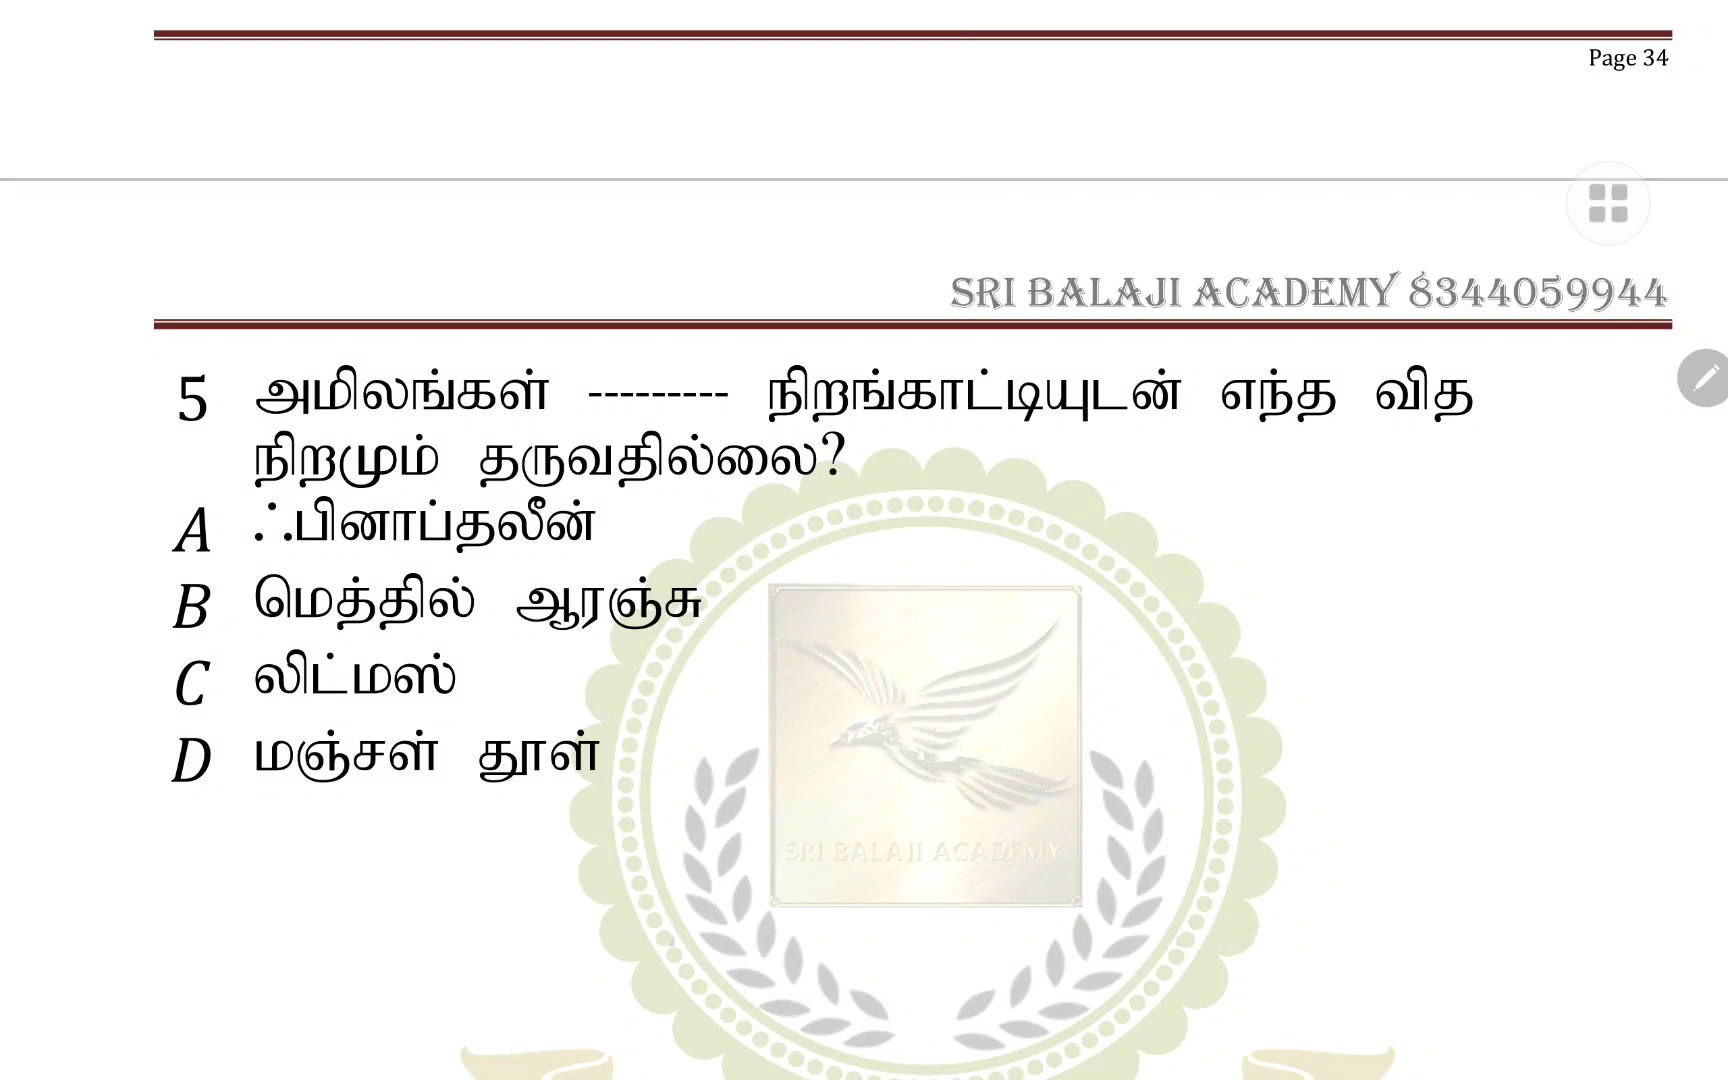 Page 34
SRI BALAJI ACADEMY 8344059944
5 அமிலங்கள் --------- நிறங்காட்டியுடன் எந்த வித
நிறமும் தருவதில்லை?
A ஃபினாப்தலீன்
B மெத்தில் ஆரஞ்சு
C லிட்மஸ்
D மஞ்சள் தூள்
SRI BALAJI ACADEMY